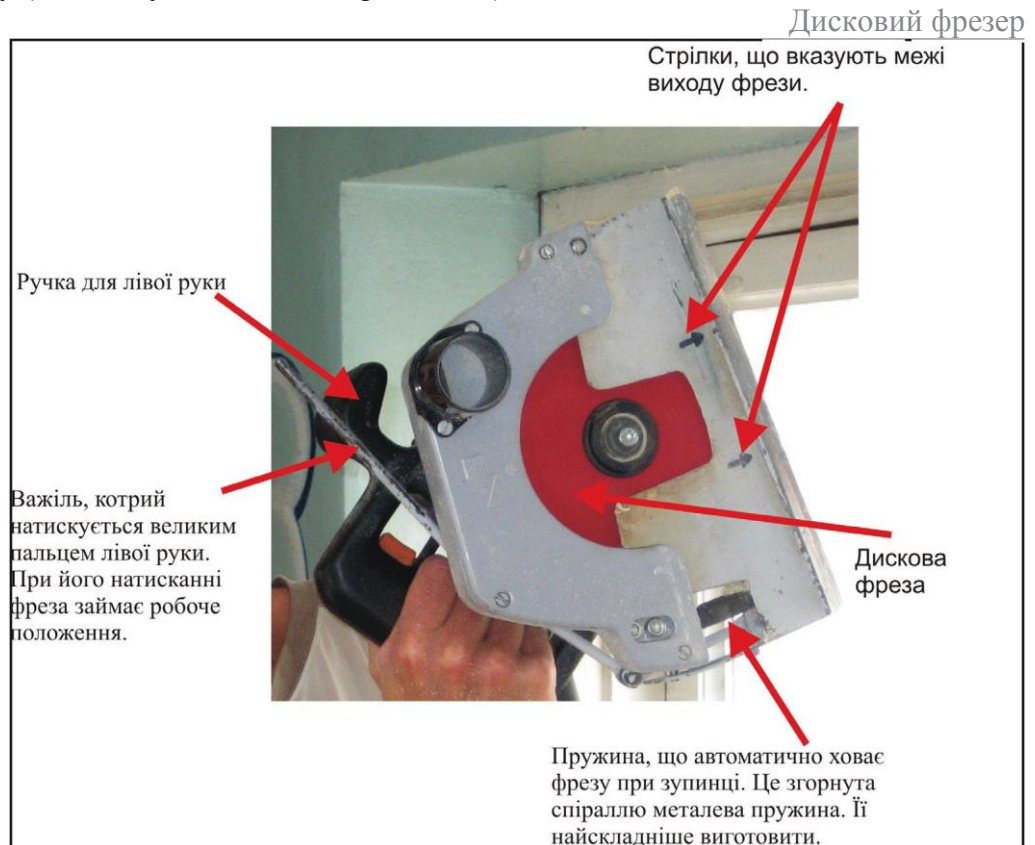 Дисковий фрезер
Стрілки, що вказують межі
виходу фрези.
Ручка для лівої руки
Важіль, котрий
натискується великим
пальцем лівої руки.
При його натисканні
фреза займає робоче
положення.
Дискова
фреза
Пружина, що автоматично ховає
фрезу при зупинці. Це згорнута
спіраллю металева пружина. Її
найскладніше виготовити.